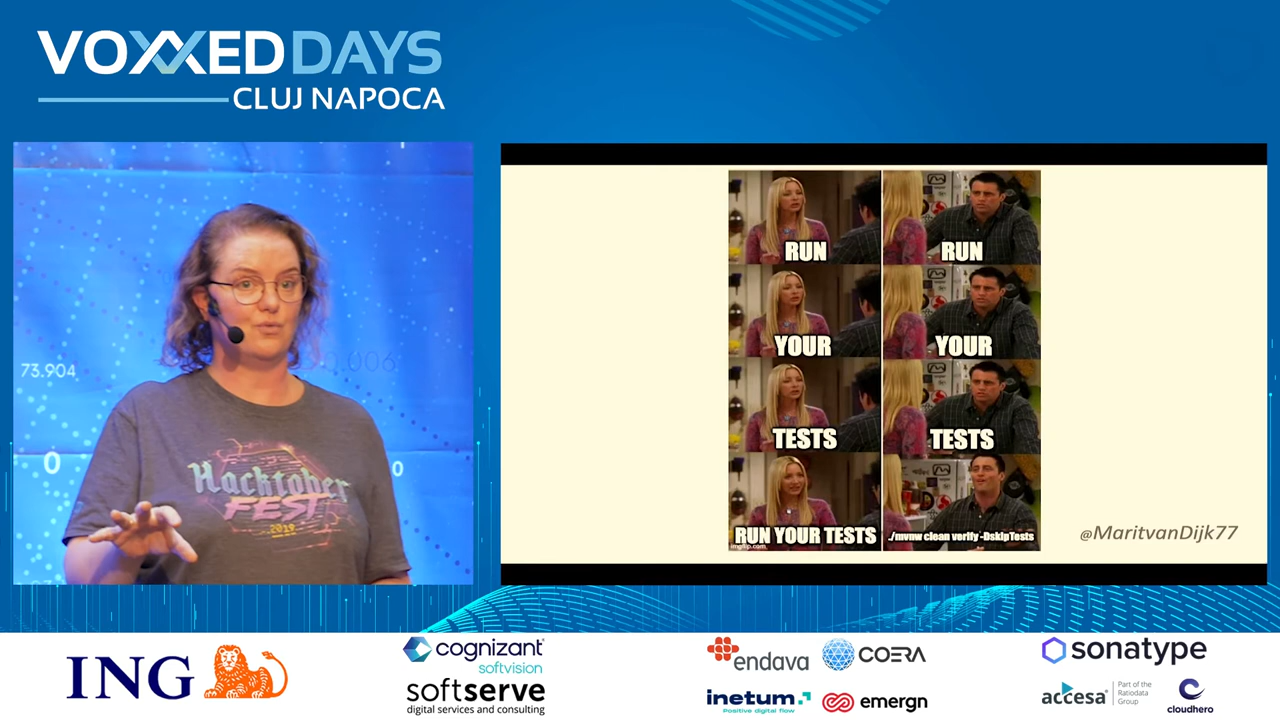 VOXXEDDAYS
CLUJ NAPOCA
73.904
0.006
0
0
Hacktober
FEST
2019
RUN
RUN
YOUR
YOUR
TESTS
TESTS
RUN YOUR TESTS
./mvnw clean verify -DskipTests
imgflip.com
@MaritvanDijk77
ING
cognizant
softvision
softserve
digital services and consulting
endava
COERA
inetum.
Positive digital flow
emergn
sonatype
accesa
Part of the
Ratiodata
Group
cloudhero